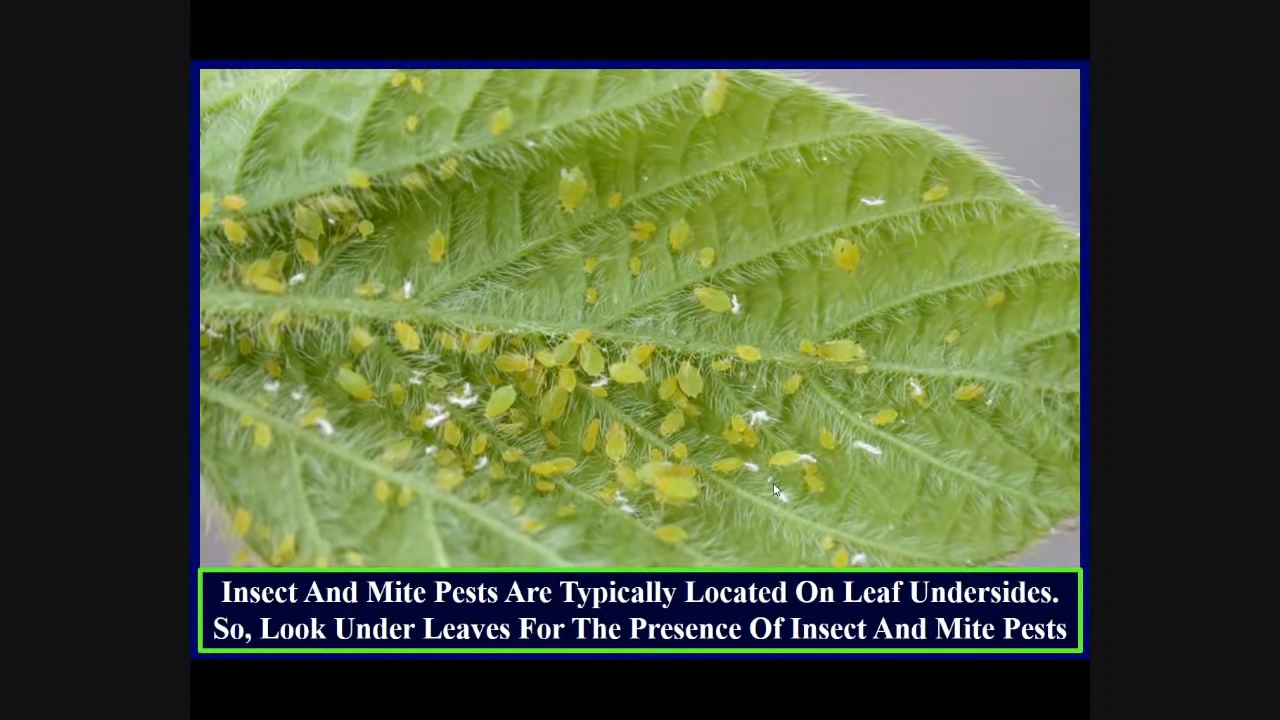 Insect And Mite Pests Are Typically Located On Leaf Undersides.
So, Look Under Leaves For The Presence Of Insect And Mite Pests